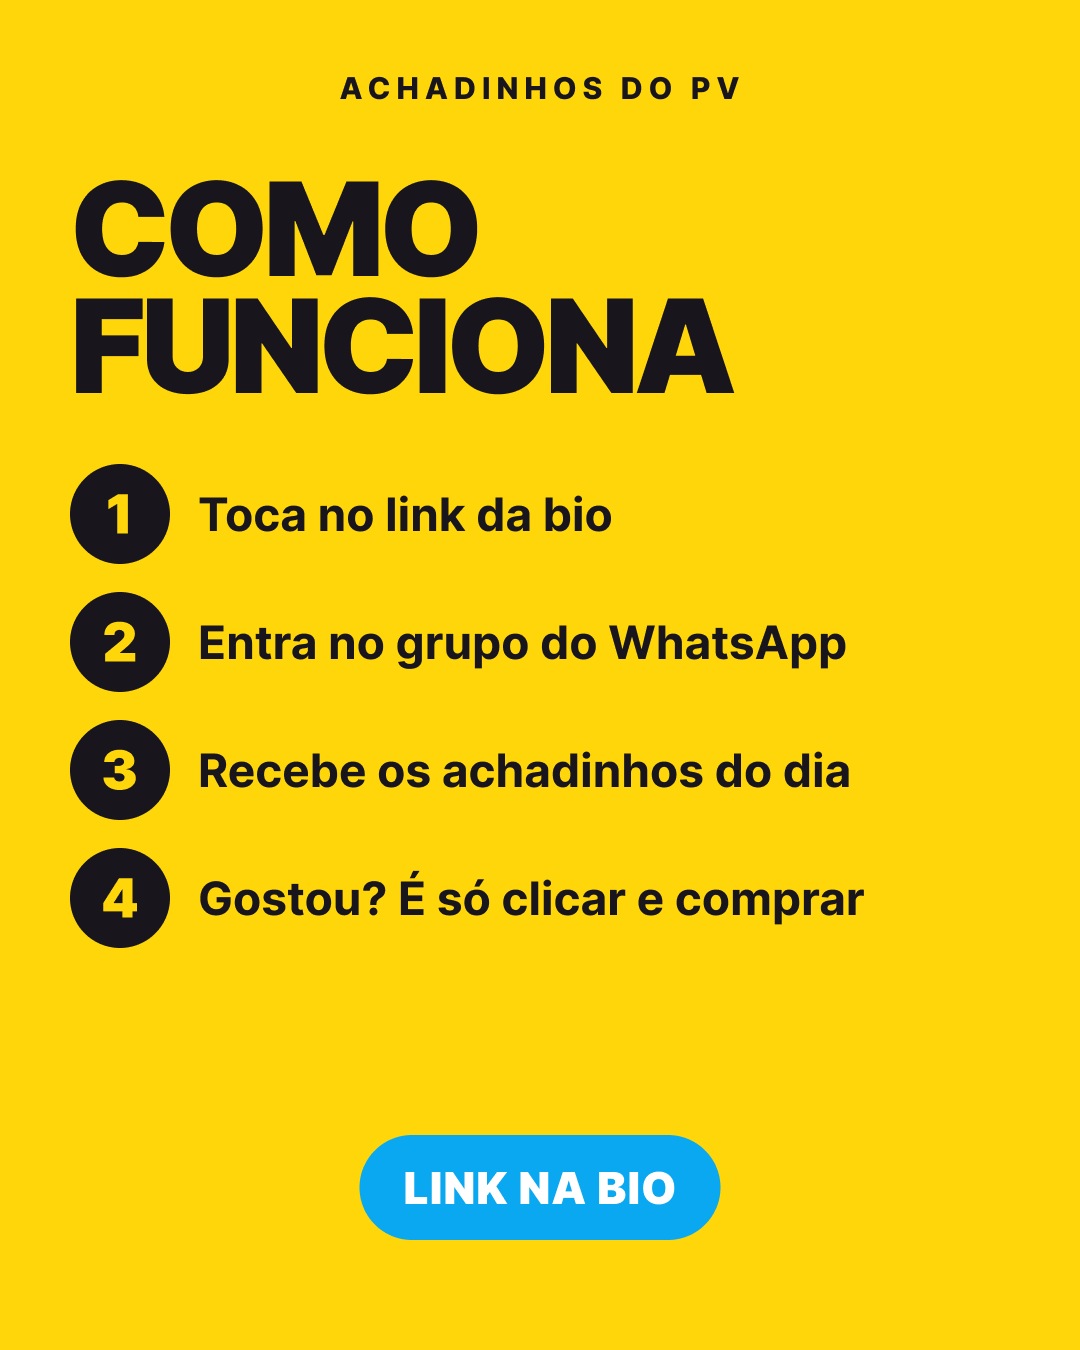 ACHADINHOS DO PV
COMO
FUNCIONA
1 Toca no link da bio
2 Entra no grupo do WhatsApp
3 Recebe os achadinhos do dia
4 Gostou? É só clicar e comprar
LINK NA BIO